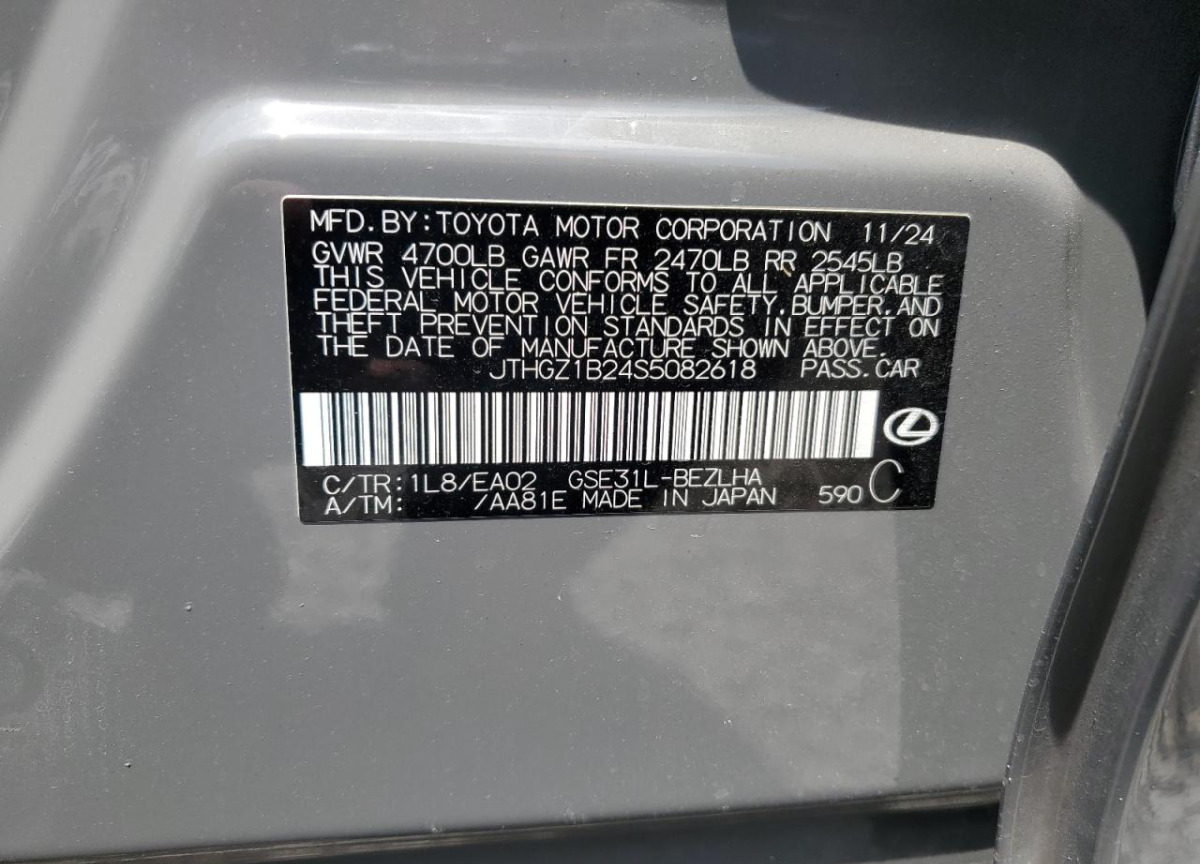 MFD.BY:TOYOTA MOTOR CORPORATION 11/24
GVWR 4700LB GAWR FR 2470LB RR 2545LB
THIS VEHICLE CONFORMS TO ALL APPLICABLE
FEDERAL MOTOR VEHICLE SAFETY,BUMPER,AND
THEFT PREVENTION STANDARDS IN EFFECT ON
THE DATE OF MANUFACTURE SHOWN ABOVE.
JTHGZ1B24S5082618 PASS.CAR
C/TR:1L8/EA02 GSE31L-BEZLHA
A/TM: /AA81E MADE IN JAPAN 590 C